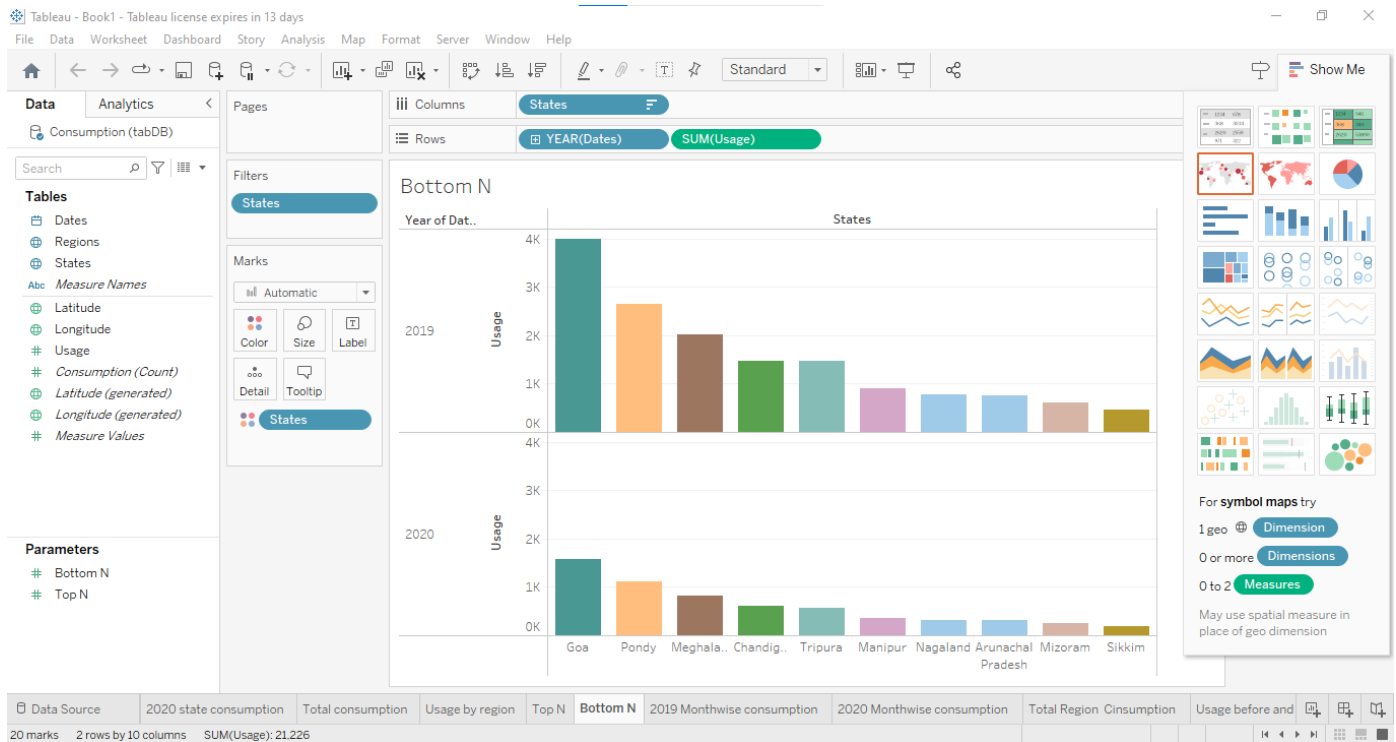 Tableau - Book1 - Tableau license expires in 13 days
File Data Worksheet Dashboard Story Analysis Map Format Server Window Help
Standard
Show Me
Data Analytics
Consumption (tabDB)
Search
Tables
Dates
Regions
States
Abc Measure Names
Latitude
Longitude
Usage
Consumption (Count)
Latitude (generated)
Longitude (generated)
Measure Values
Parameters
Bottom N
Top N
Pages
Filters
States
Marks
Automatic
Color Size Label
Detail Tooltip
States
Columns States
Rows YEAR(Dates) SUM(Usage)
Bottom N
Year of Dat..
States
2019
Usage
4K
3K
2K
1K
0K
2020
Usage
4K
3K
2K
1K
0K
Goa Pondy Meghala.. Chandig.. Tripura Manipur Nagaland Arunachal Pradesh Mizoram Sikkim
For symbol maps try
1 geo Dimension
0 or more Dimensions
0 to 2 Measures
May use spatial measure in
place of geo dimension
Data Source 2020 state consumption Total consumption Usage by region Top N Bottom N 2019 Monthwise consumption 2020 Monthwise consumption Total Region Cinsumption Usage before and
20 marks 2 rows by 10 columns SUM(Usage): 21,226